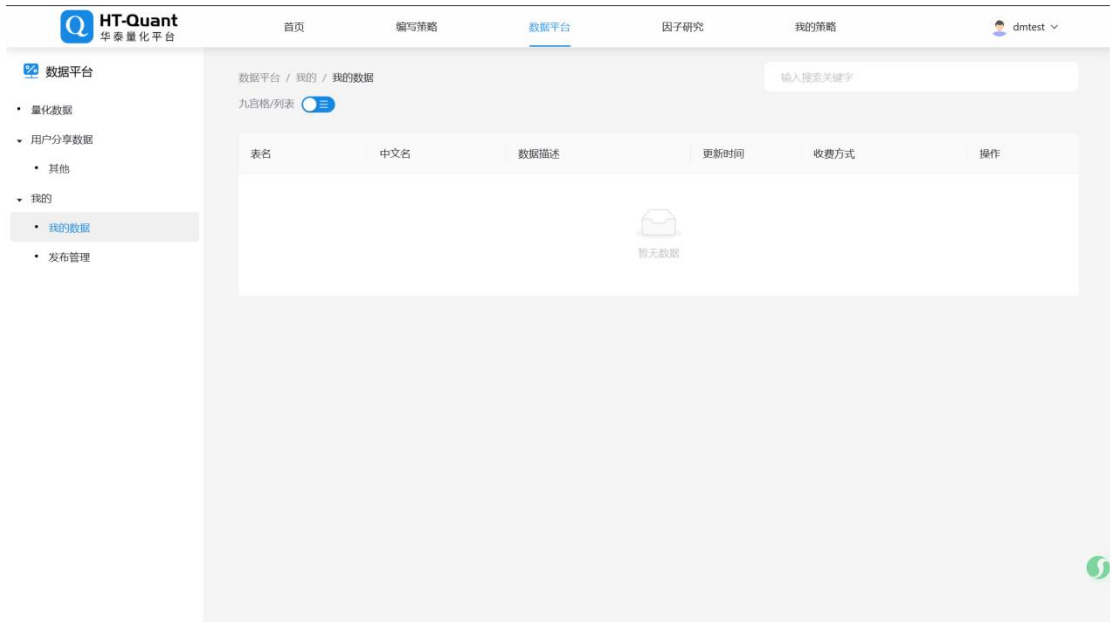 HT-Quant
华泰量化平台
首页 编写策略 数据平台 因子研究 我的策略 dmtest
数据平台
量化数据
用户分享数据
其他
我的
我的数据
发布管理
数据平台 / 我的 / 我的数据 输入搜索关键字
九宫格/列表
表名 中文名 数据描述 更新时间 收费方式 操作
暂无数据